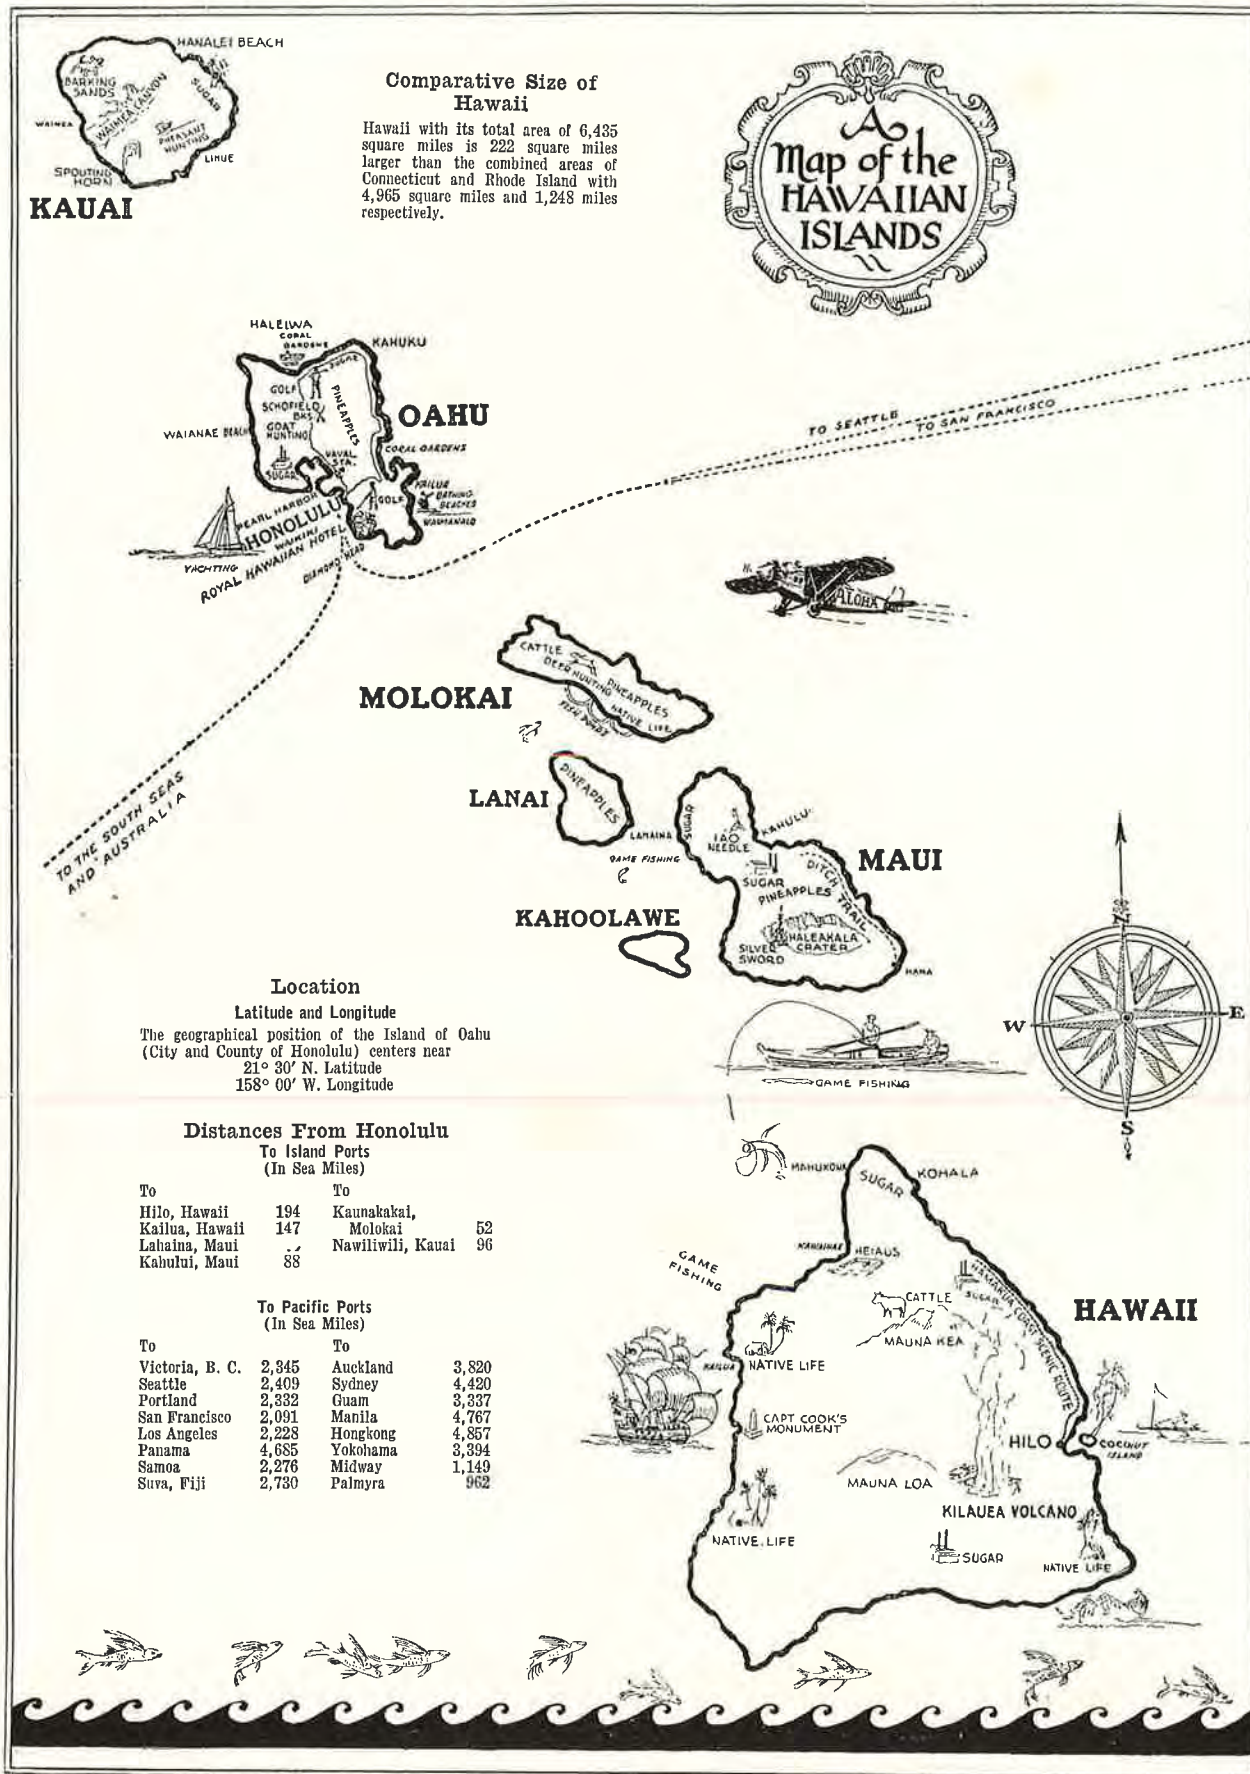 HANALEI BEACH
BARKING
SANDS
WAIMEA CANYON
SUGAR
WAIMEA
PHEASANT
HUNTING
LIHUE
SPOUTING
HORN
KAUAI
Comparative Size of
Hawaii
Hawaii with its total area of 6,435
square miles is 222 square miles
larger than the combined areas of
Connecticut and Rhode Island with
4,965 square miles and 1,248 miles
respectively.
A
Map of the
HAWAIIAN
ISLANDS
HALEIWA
CORAL
GARDENS
KAHUKU
SUGAR
GOLF
PINEAPPLES
SCHOFIELD
BKS
GOAT
HUNTING
OAHU
WAIANAE BEACH
NAVAL
STA.
CORAL GARDENS
SUGAR
KAILUA
BATHING
BEACHES
GOLF
WAIMANALO
PEARL HARBOR
HONOLULU
WAIKIKI
YACHTING
ROYAL HAWAIIAN HOTEL
DIAMOND HEAD
TO SEATTLE
TO SAN FRANCISCO
ALOHA
TO THE SOUTH SEAS
AND AUSTRALIA
CATTLE
DEER HUNTING
PINEAPPLES
NATIVE LIFE
FISH PONDS
MOLOKAI
LANAI
PINEAPPLES
LAHAINA
GAME FISHING
SUGAR
IAO
NEEDLE
KAHULUI
MAUI
SUGAR
PINEAPPLES
DITCH TRAIL
HALEAKALA
CRATER
SILVER
SWORD
HANA
KAHOOLAWE
N
W
E
S
GAME FISHING
Location
Latitude and Longitude
The geographical position of the Island of Oahu
(City and County of Honolulu) centers near
21° 30′ N. Latitude
158° 00′ W. Longitude
Distances From Honolulu
To Island Ports
(In Sea Miles)
To To
Hilo, Hawaii 194 Kaunakakai,
Kailua, Hawaii 147 Molokai 52
Lahaina, Maui Nawiliwili, Kauai 96
Kahului, Maui 88
To Pacific Ports
(In Sea Miles)
To To
Victoria, B. C. 2,345 Auckland 3,820
Seattle 2,409 Sydney 4,420
Portland 2,332 Guam 3,337
San Francisco 2,091 Manila 4,767
Los Angeles 2,228 Hongkong 4,857
Panama 4,685 Yokohama 3,394
Samoa 2,276 Midway 1,149
Suva, Fiji 2,730 Palmyra 962
MAHUKONA
SUGAR
KOHALA
KAWAIHAE
HEIAUS
GAME
FISHING
HAMAKUA COAST SCENIC ROUTE
SUGAR
CATTLE
MAUNA KEA
HAWAII
KAILUA
NATIVE LIFE
CAPT COOK'S
MONUMENT
HILO
COCONUT
ISLAND
MAUNA LOA
KILAUEA VOLCANO
NATIVE LIFE
SUGAR
NATIVE LIFE